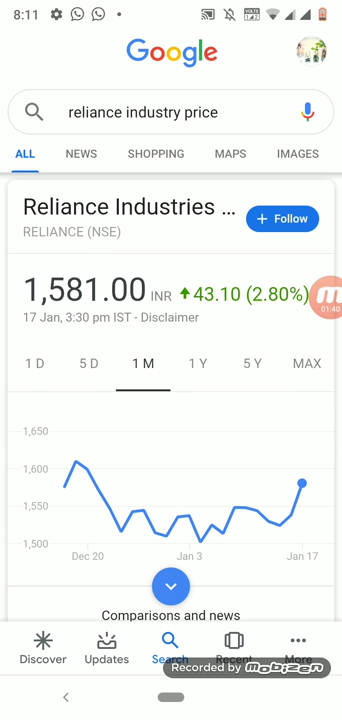 8:11
Google
reliance industry price
ALL NEWS SHOPPING MAPS IMAGES
Reliance Industries ...
+ Follow
RELIANCE (NSE)
1,581.00 INR 43.10 (2.80%)
01:40
17 Jan, 3:30 pm IST - Disclaimer
1 D 5 D 1 M 1 Y 5 Y MAX
1,650
1,600
1,550
1,500
Dec 20 Jan 3 Jan 17
Comparisons and news
Discover Updates Search Recent More
Recorded by mobizen